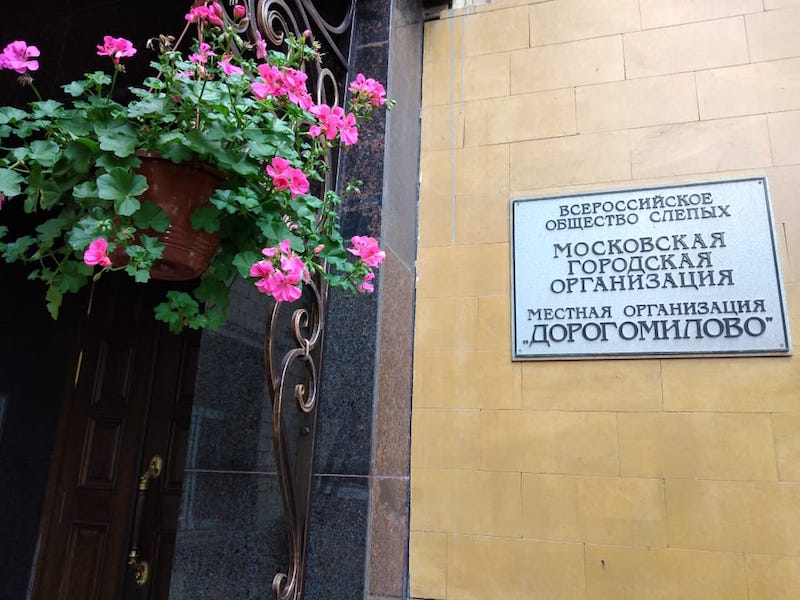 ВСЕРОССИЙСКОЕ
ОБЩЕСТВО СЛЕПЫХ
МОСКОВСКАЯ
ГОРОДСКАЯ
ОРГАНИЗАЦИЯ
МЕСТНАЯ ОРГАНИЗАЦИЯ
„ДОРОГОМИЛОВО"